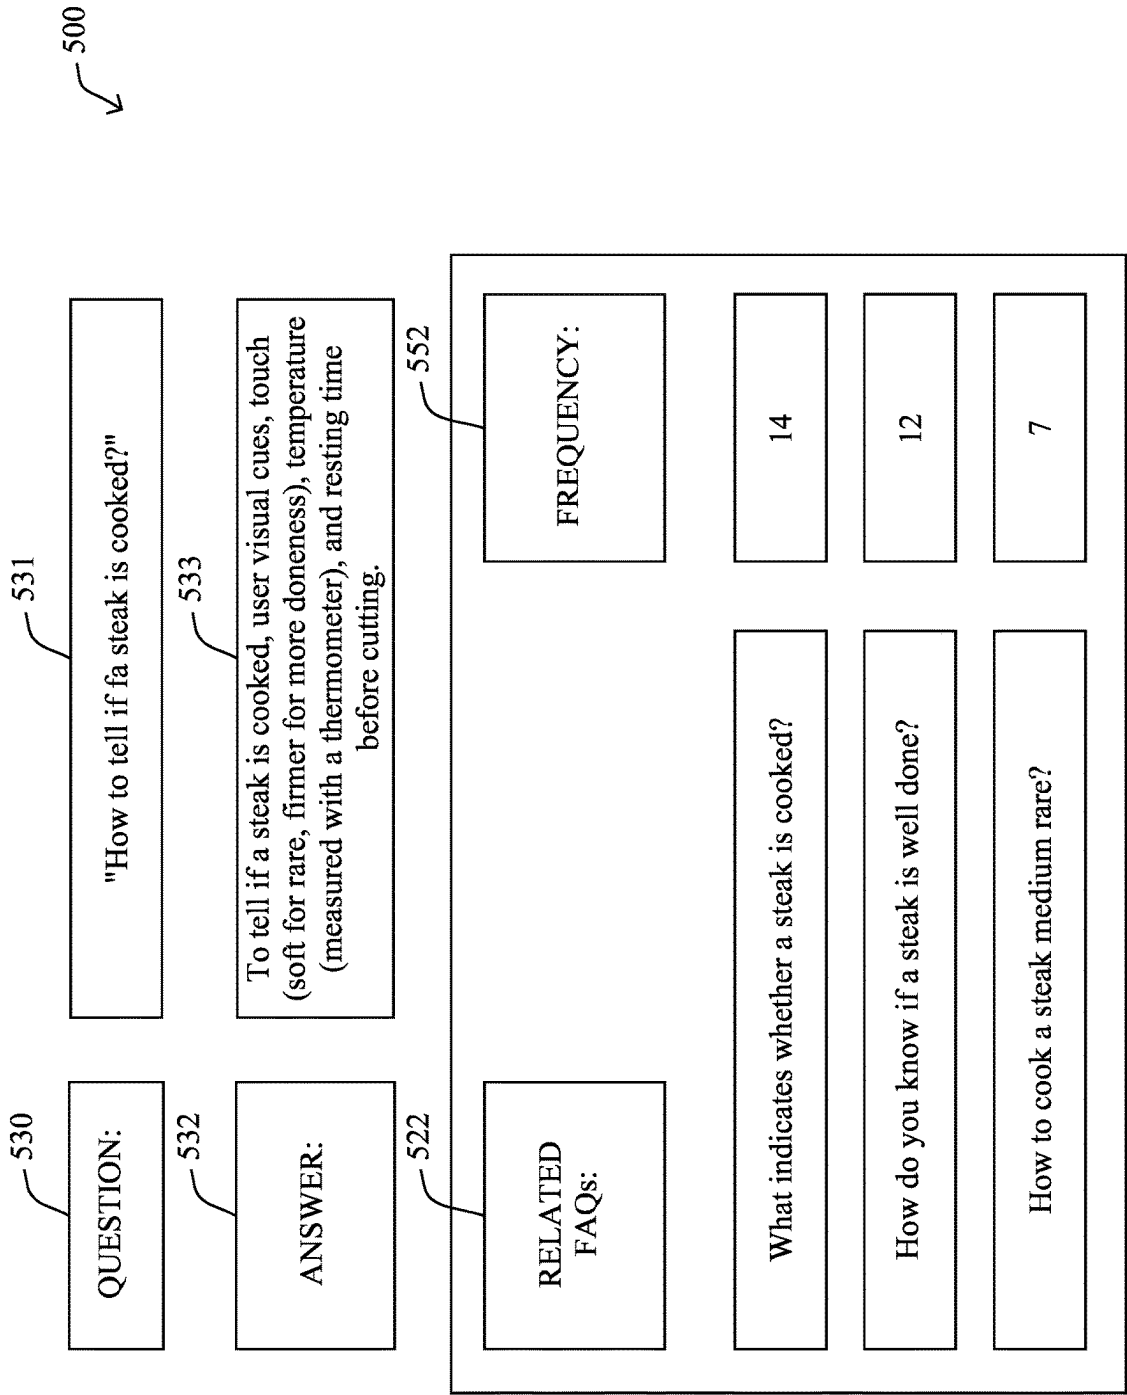 500
530
QUESTION:
531
"How to tell if fa steak is cooked?"
532
ANSWER:
533
To tell if a steak is cooked, user visual cues, touch
(soft for rare, firmer for more doneness), temperature
(measured with a thermometer), and resting time
before cutting.
522
RELATED
FAQs:
552
FREQUENCY:
What indicates whether a steak is cooked?
14
How do you know if a steak is well done?
12
How to cook a steak medium rare?
7